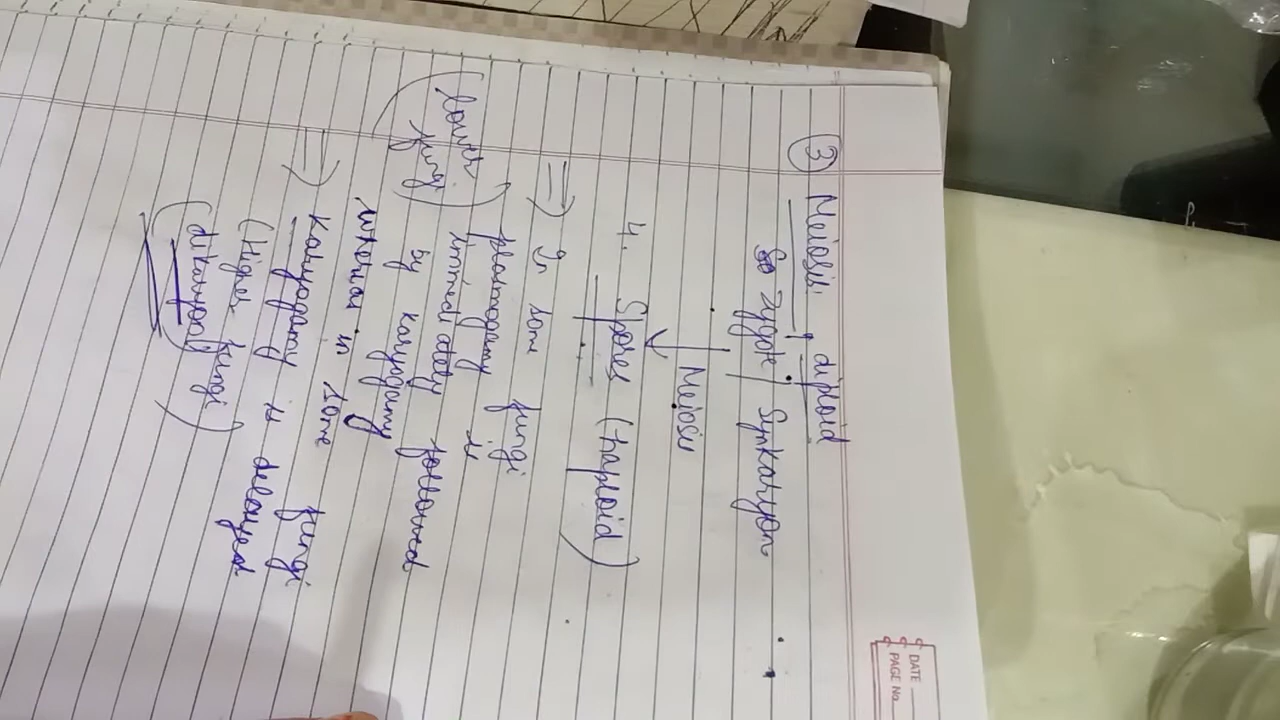 DATE
PAGE No.
③ Meiosis: diploid
Zygote / Synkaryon
Meiosis
4. Spores (haploid)
⇒ In some fungi
(lower fungi) plasmogamy is
immediately followed
by karyogamy
whereas in some fungi
⇒ Karyogamy is delayed
(Higher fungi)
(dikaryon)